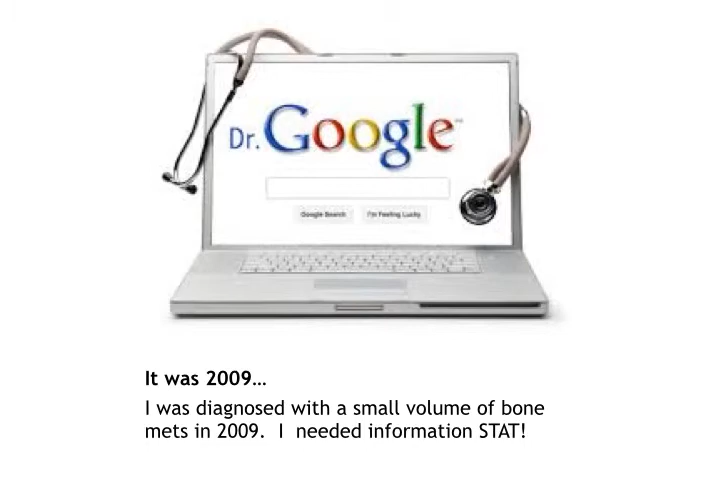 Dr. Google™
Google Search I'm Feeling Lucky
It was 2009…
I was diagnosed with a small volume of bone
mets in 2009.  I  needed information STAT!